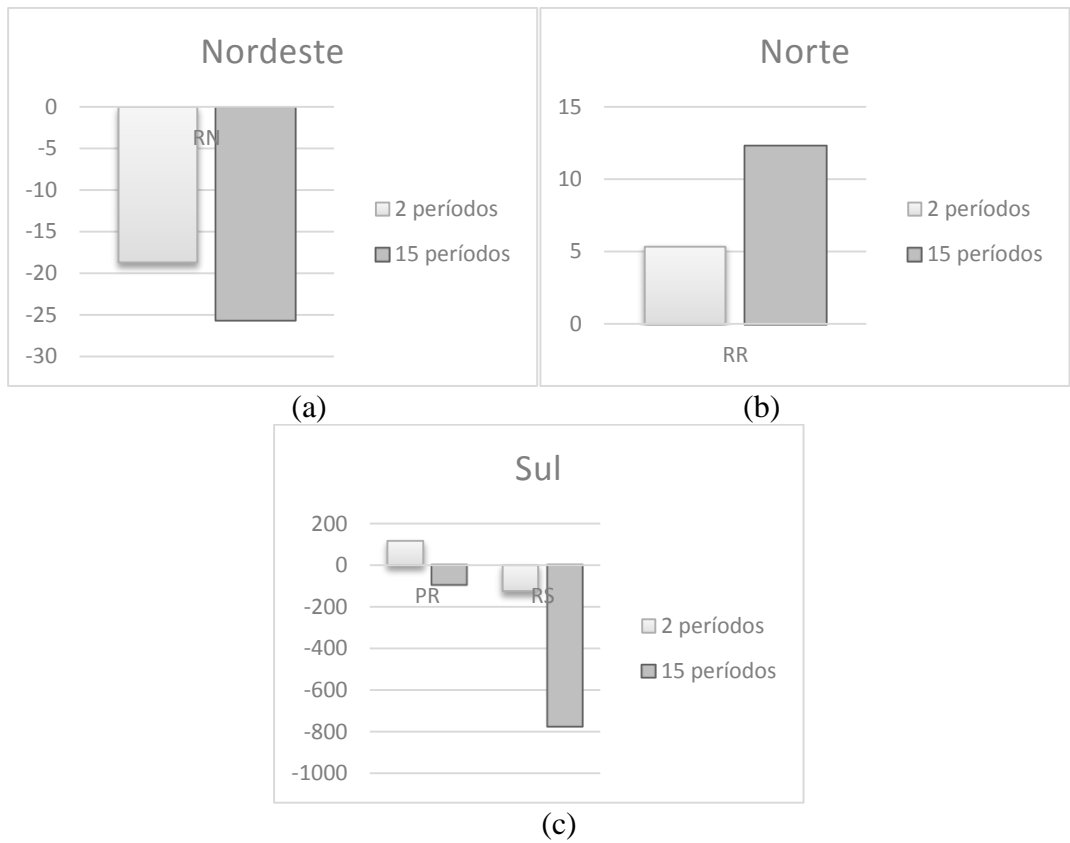 Nordeste
0
-5
-10
-15
-20
-25
-30
RN
2 períodos
15 períodos
(a)
Norte
15
10
5
0
RR
2 períodos
15 períodos
(b)
Sul
200
0
-200
-400
-600
-800
-1000
PR RS
2 períodos
15 períodos
(c)